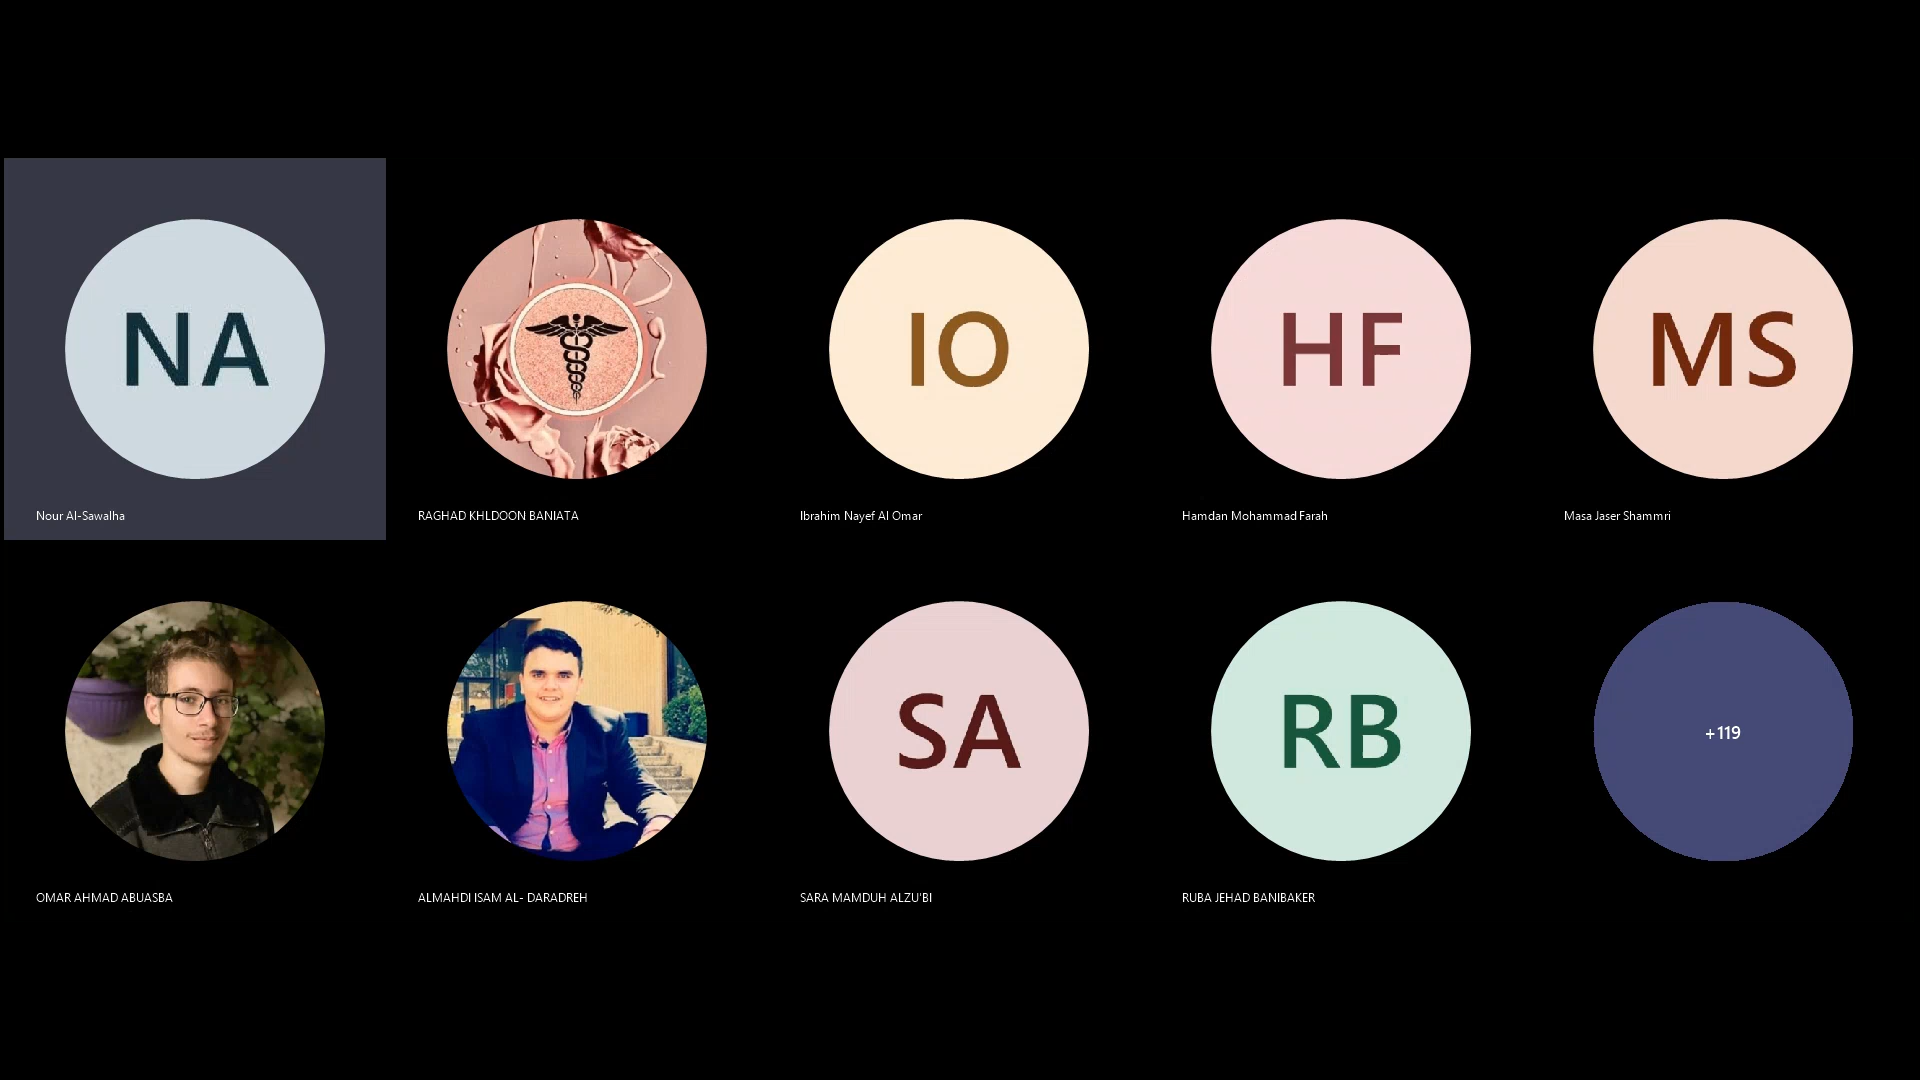 NA
IO
HF
MS
Nour Al-Sawalha
RAGHAD KHLDOON BANIATA
Ibrahim Nayef Al Omar
Hamdan Mohammad Farah
Masa Jaser Shammri
SA
RB
+119
OMAR AHMAD ABUASBA
ALMAHDI ISAM AL- DARADREH
SARA MAMDUH ALZU'BI
RUBA JEHAD BANIBAKER